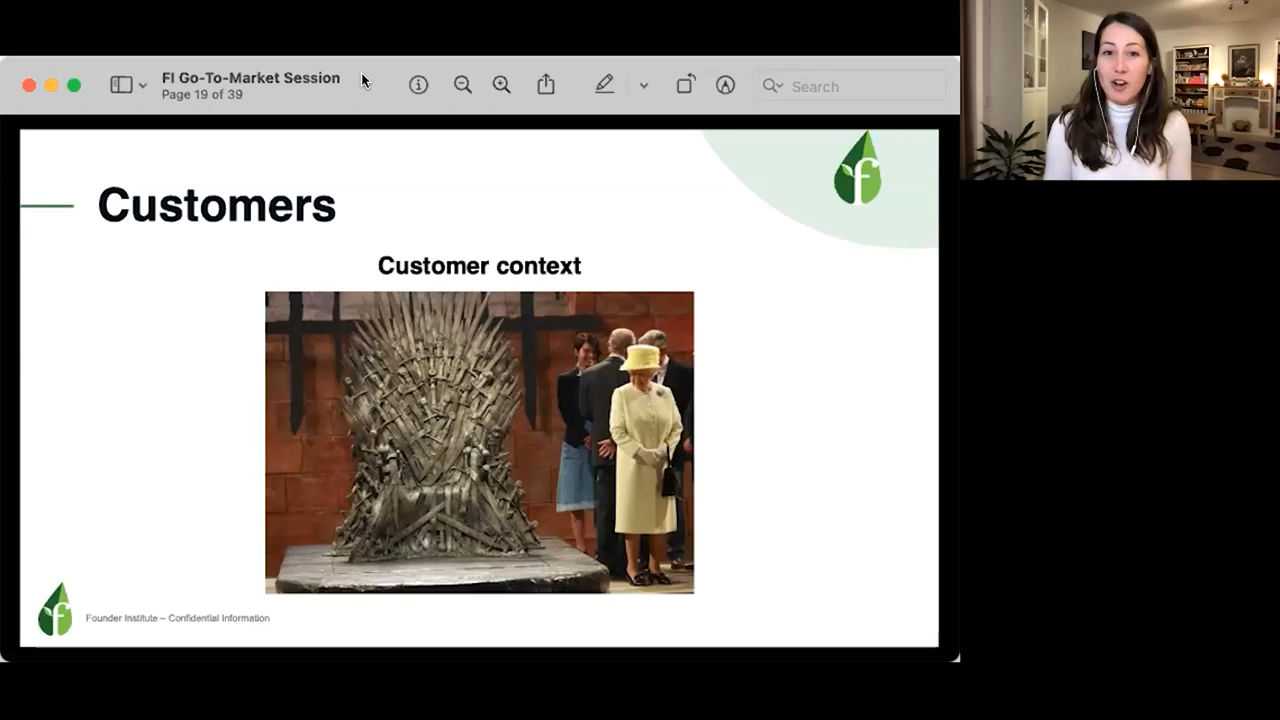 FI Go-To-Market Session
Page 19 of 39
Search
f
Customers
Customer context
f
Founder Institute – Confidential Information